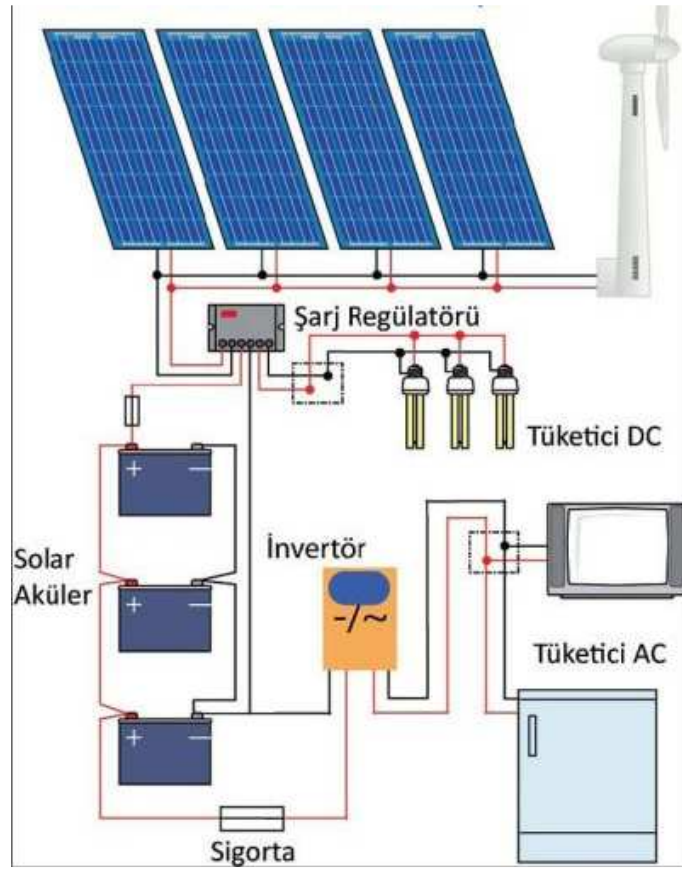 Şarj Regülatörü
Tüketici DC
Solar
Aküler
İnvertör
-/~
Tüketici AC
Sigorta